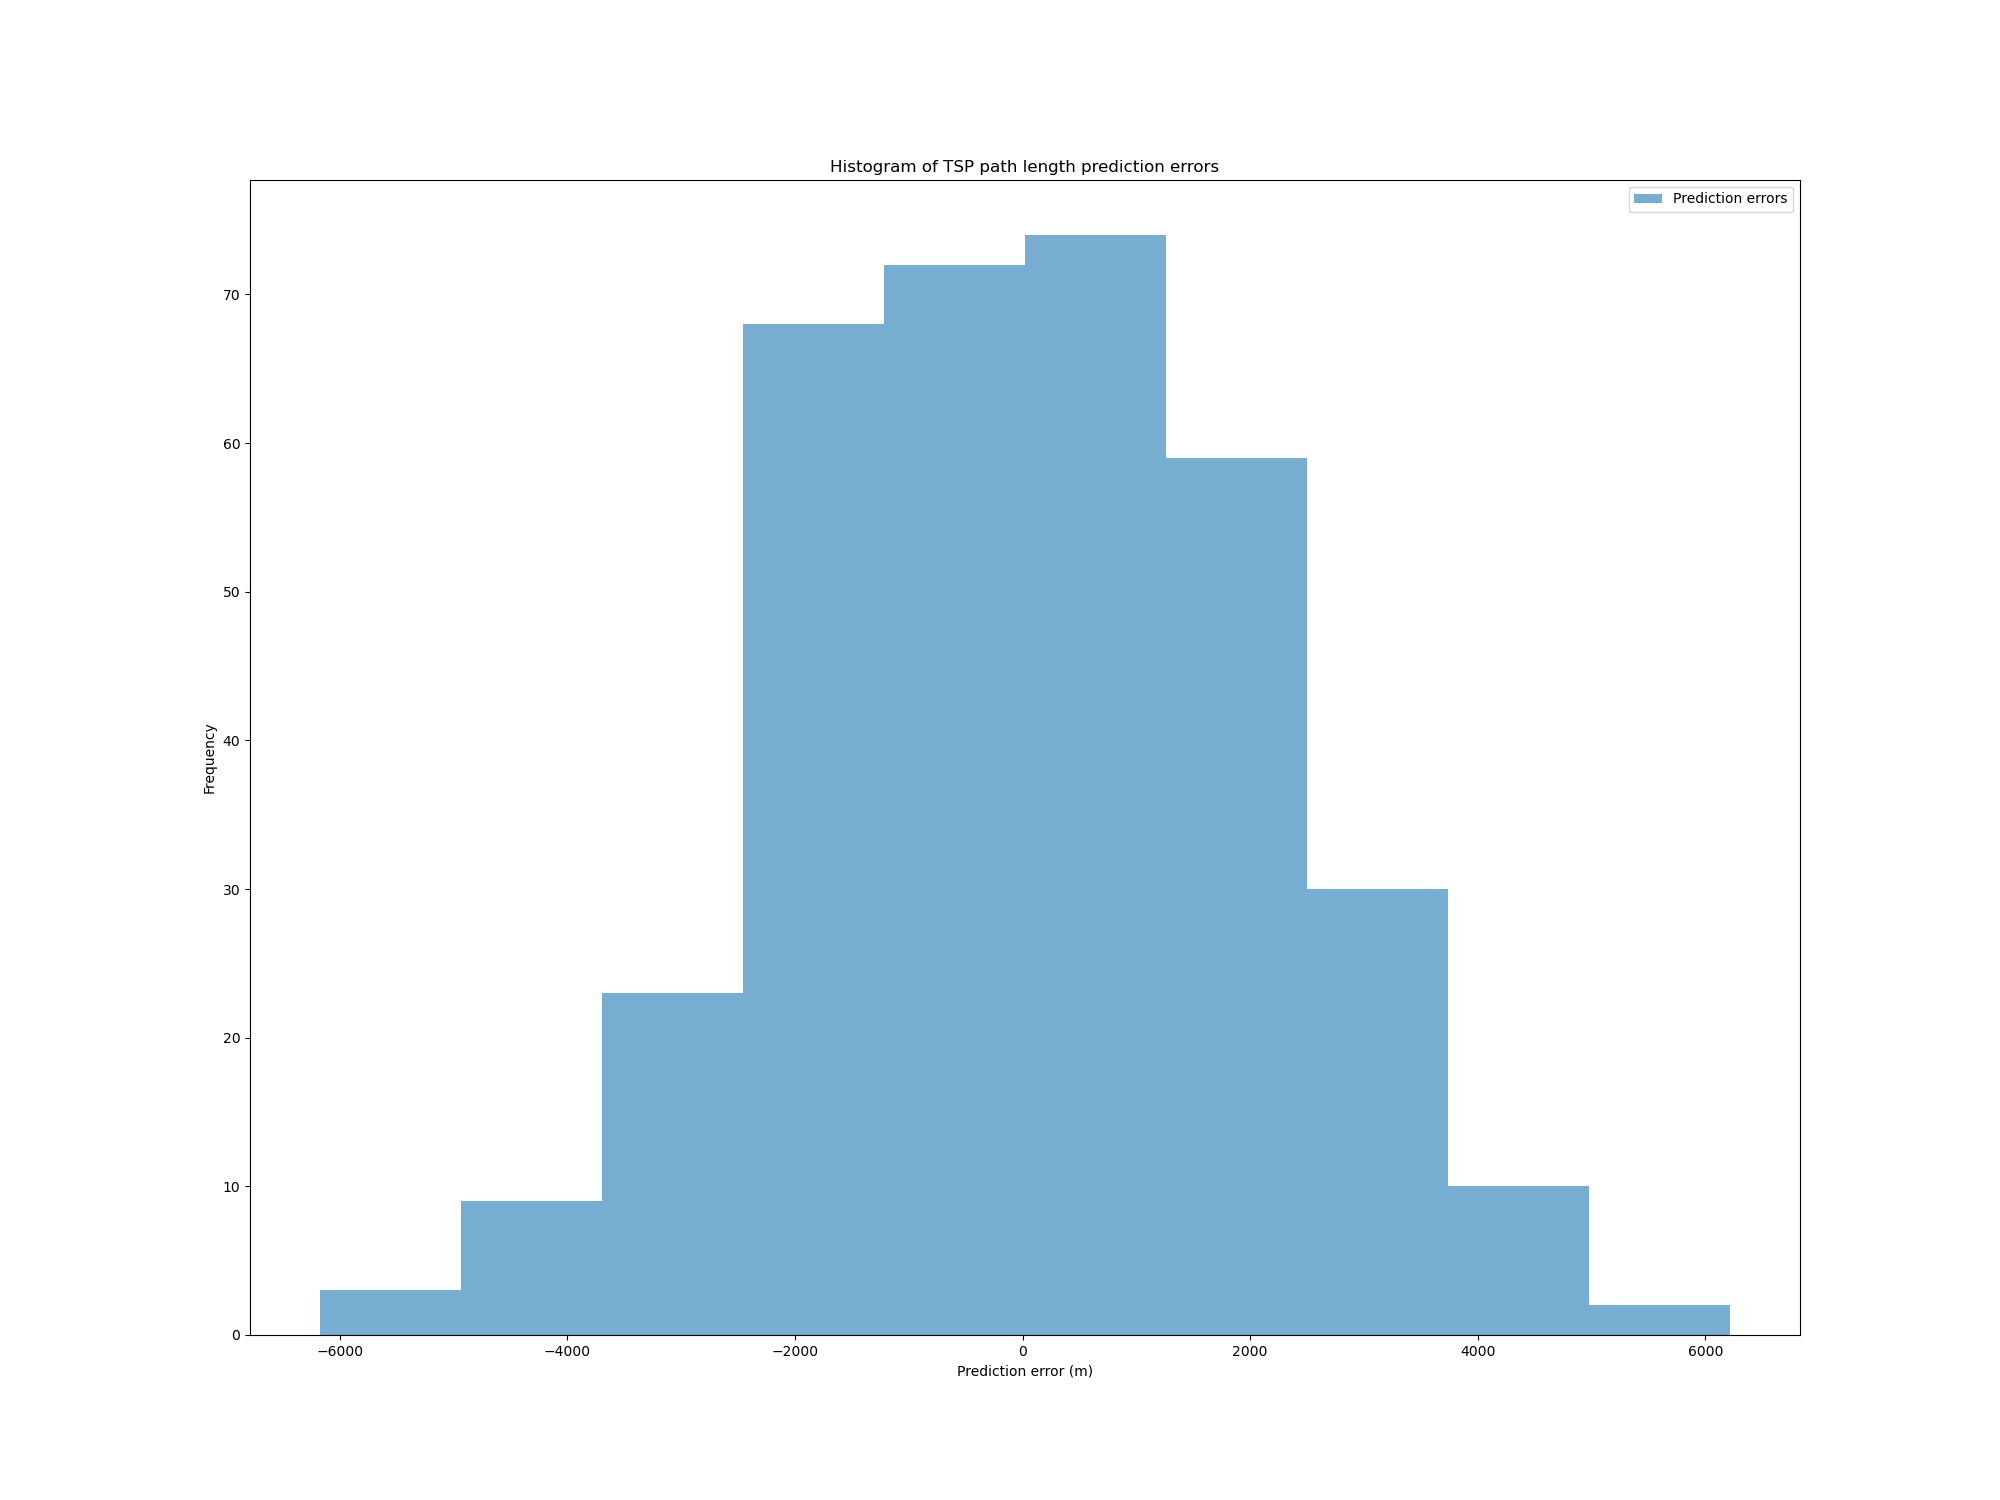 Histogram of TSP path length prediction errors
Prediction errors
70
60
50
40
30
20
10
0
Frequency
−6000 −4000 −2000 0 2000 4000 6000
Prediction error (m)